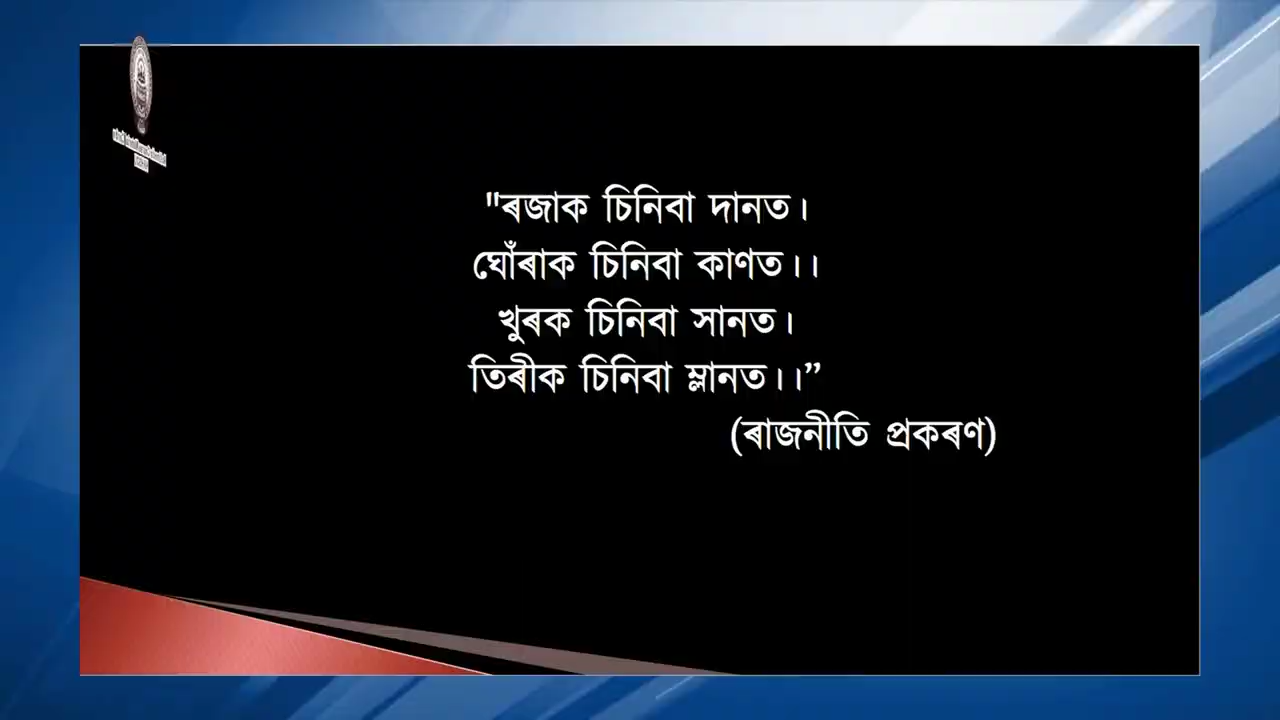 "ৰজাক চিনিবা দানত।
ঘোঁৰাক চিনিবা কাণত।।
খুৰক চিনিবা সানত।
তিৰীক চিনিবা ম্লানত।।”
(ৰাজনীতি প্ৰকৰণ)